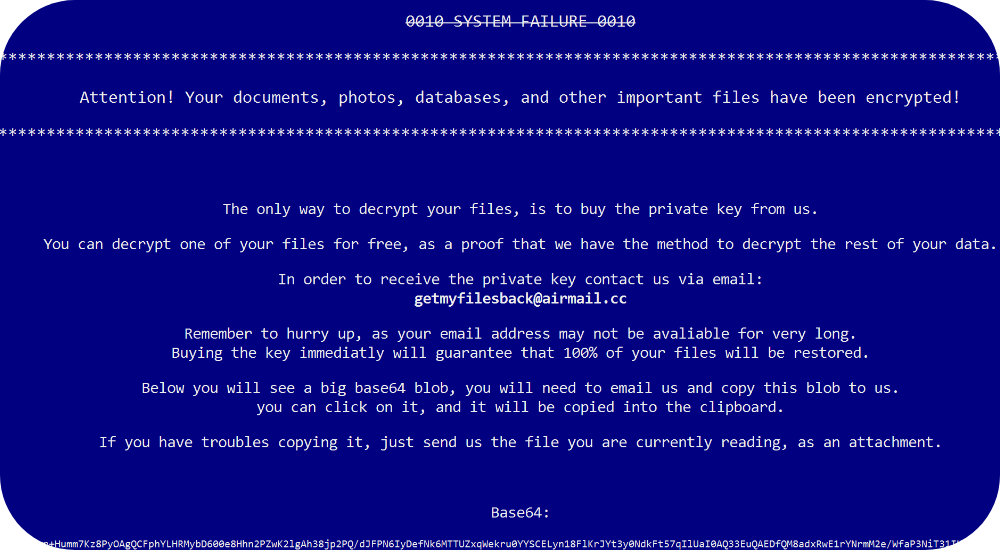 0010 SYSTEM FAILURE 0010
*********************************************************************************************************
Attention! Your documents, photos, databases, and other important files have been encrypted!
*********************************************************************************************************
The only way to decrypt your files, is to buy the private key from us.
You can decrypt one of your files for free, as a proof that we have the method to decrypt the rest of your data.
In order to receive the private key contact us via email:
getmyfilesback@airmail.cc
Remember to hurry up, as your email address may not be avaliable for very long.
Buying the key immediatly will guarantee that 100% of your files will be restored.
Below you will see a big base64 blob, you will need to email us and copy this blob to us.
you can click on it, and it will be copied into the clipboard.
If you have troubles copying it, just send us the file you are currently reading, as an attachment.
Base64: